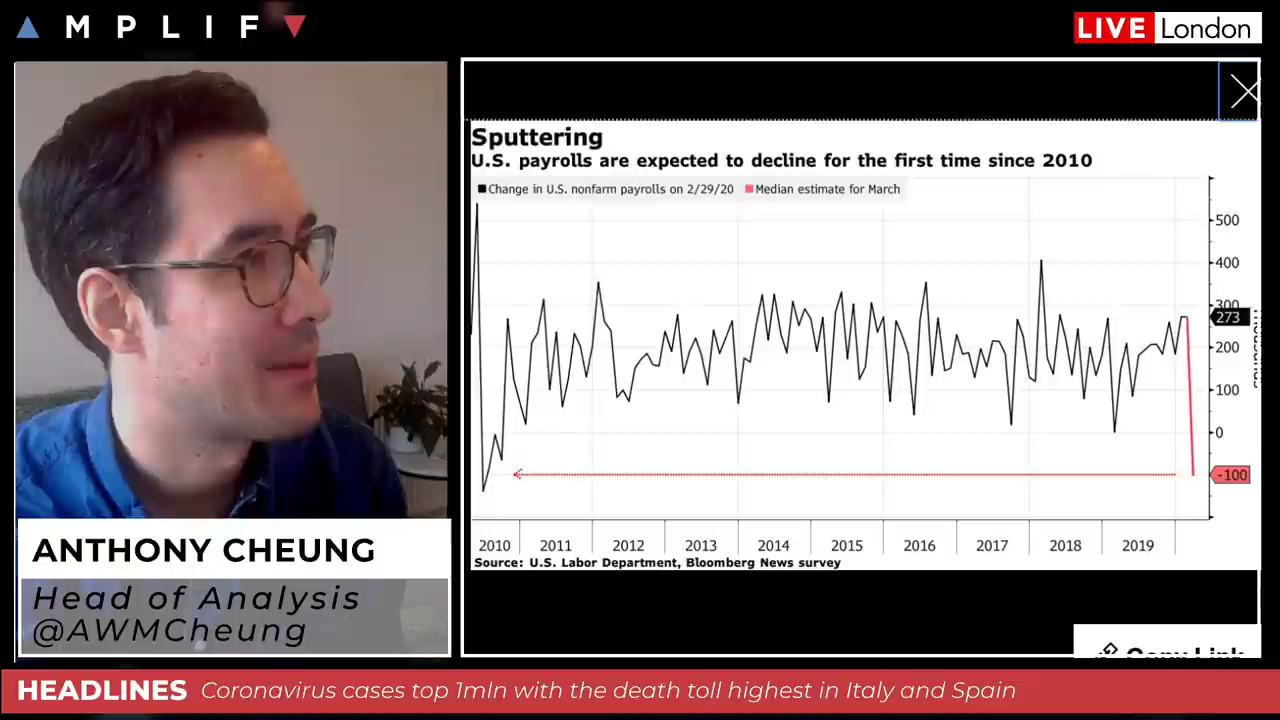 AMPLIF
LIVE London
Sputtering
U.S. payrolls are expected to decline for the first time since 2010
Change in U.S. nonfarm payrolls on 2/29/20 Median estimate for March
500
400
300
273
200
100
0
-100
2010 2011 2012 2013 2014 2015 2016 2017 2018 2019
Source: U.S. Labor Department, Bloomberg News survey
Copy Link
ANTHONY CHEUNG
Head of Analysis
@AWMCheung
HEADLINES Coronavirus cases top 1mln with the death toll highest in Italy and Spain